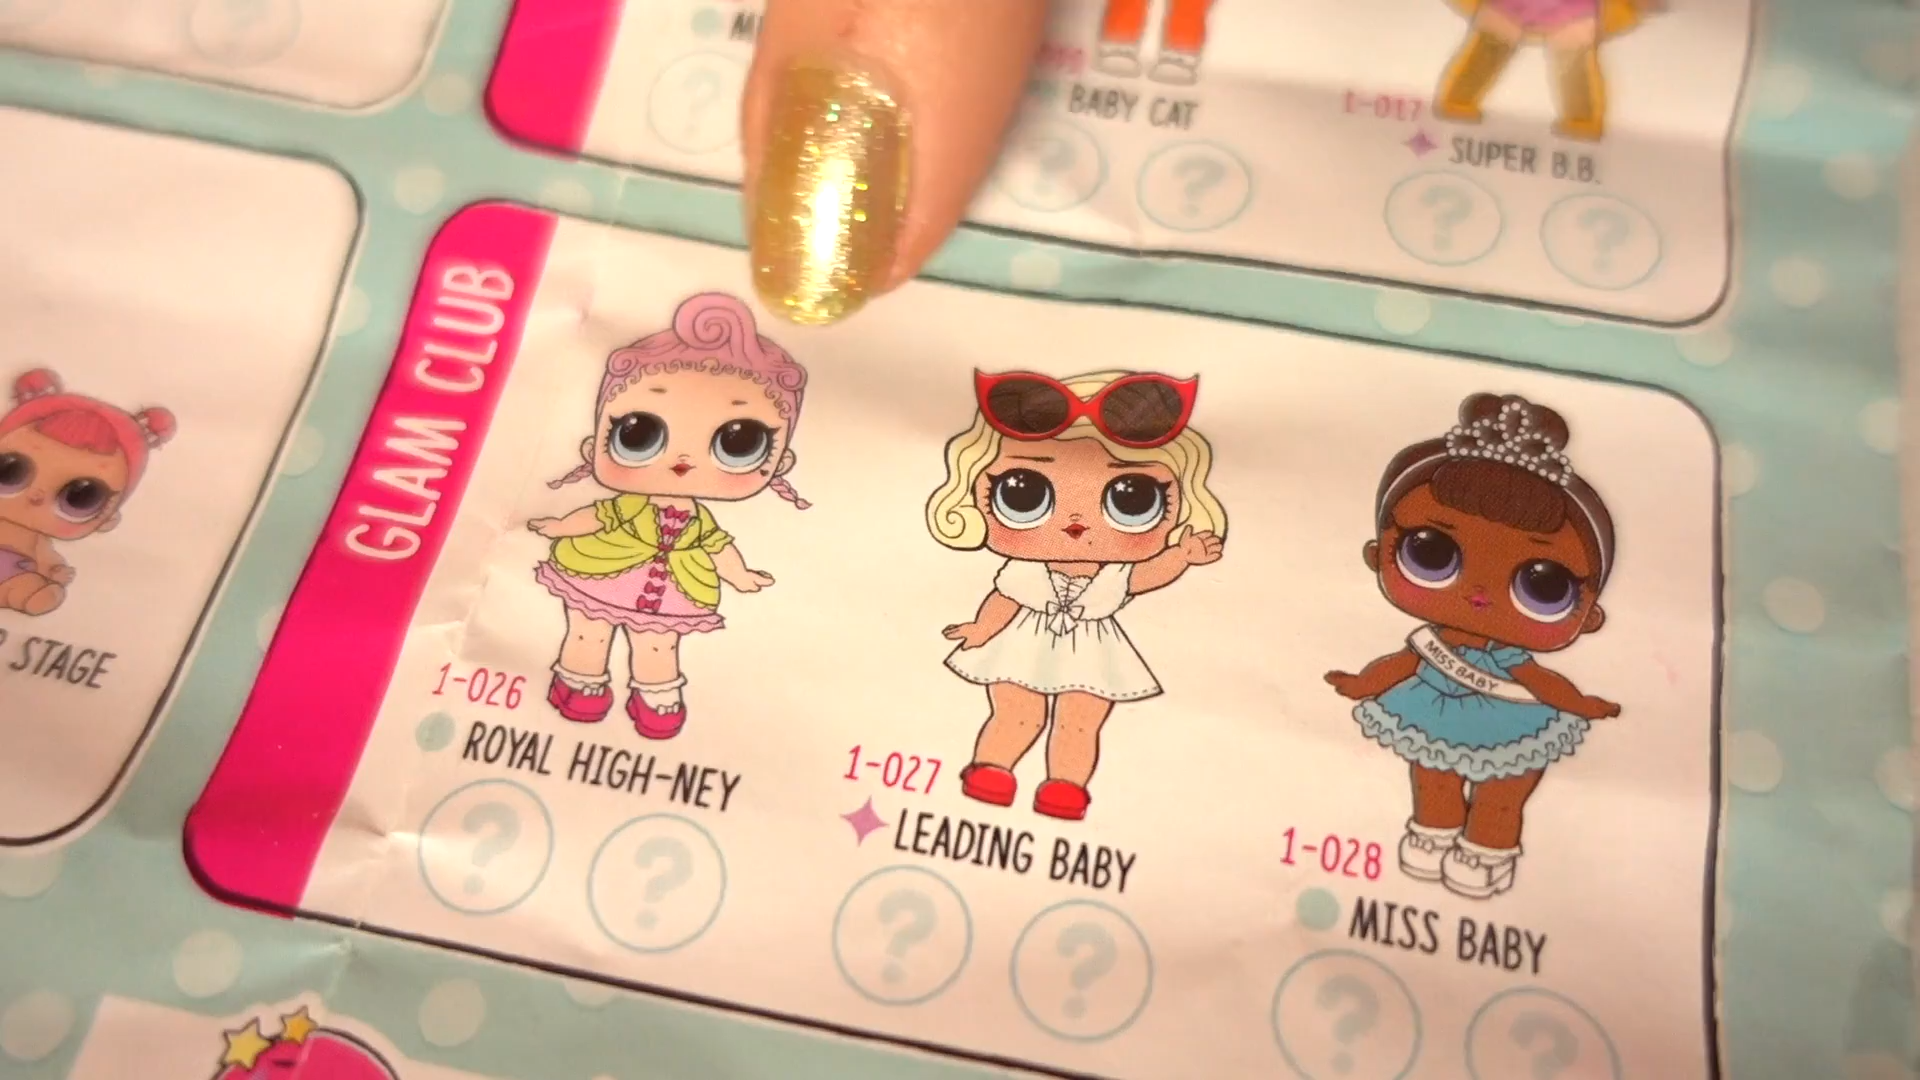 BABY CAT
1-017
SUPER B.B.
GLAM CLUB
STAGE
1-026
ROYAL HIGH-NEY
1-027
LEADING BABY
MISS BABY
1-028
MISS BABY